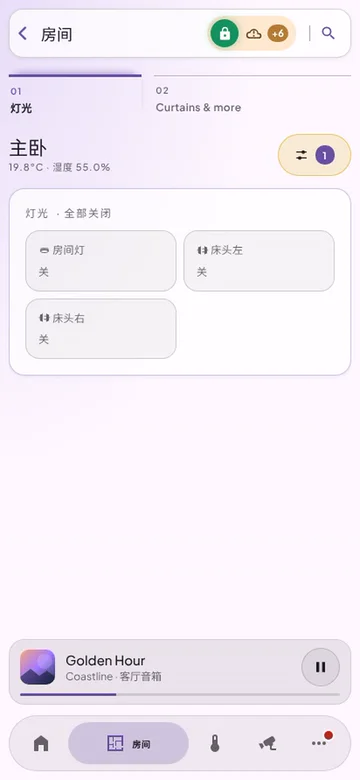 房间
+6
01
灯光
02
Curtains & more
主卧
19.8°C · 湿度 55.0%
1
灯光 · 全部关闭
房间灯
关
床头左
关
床头右
关
Golden Hour
Coastline · 客厅音箱
房间